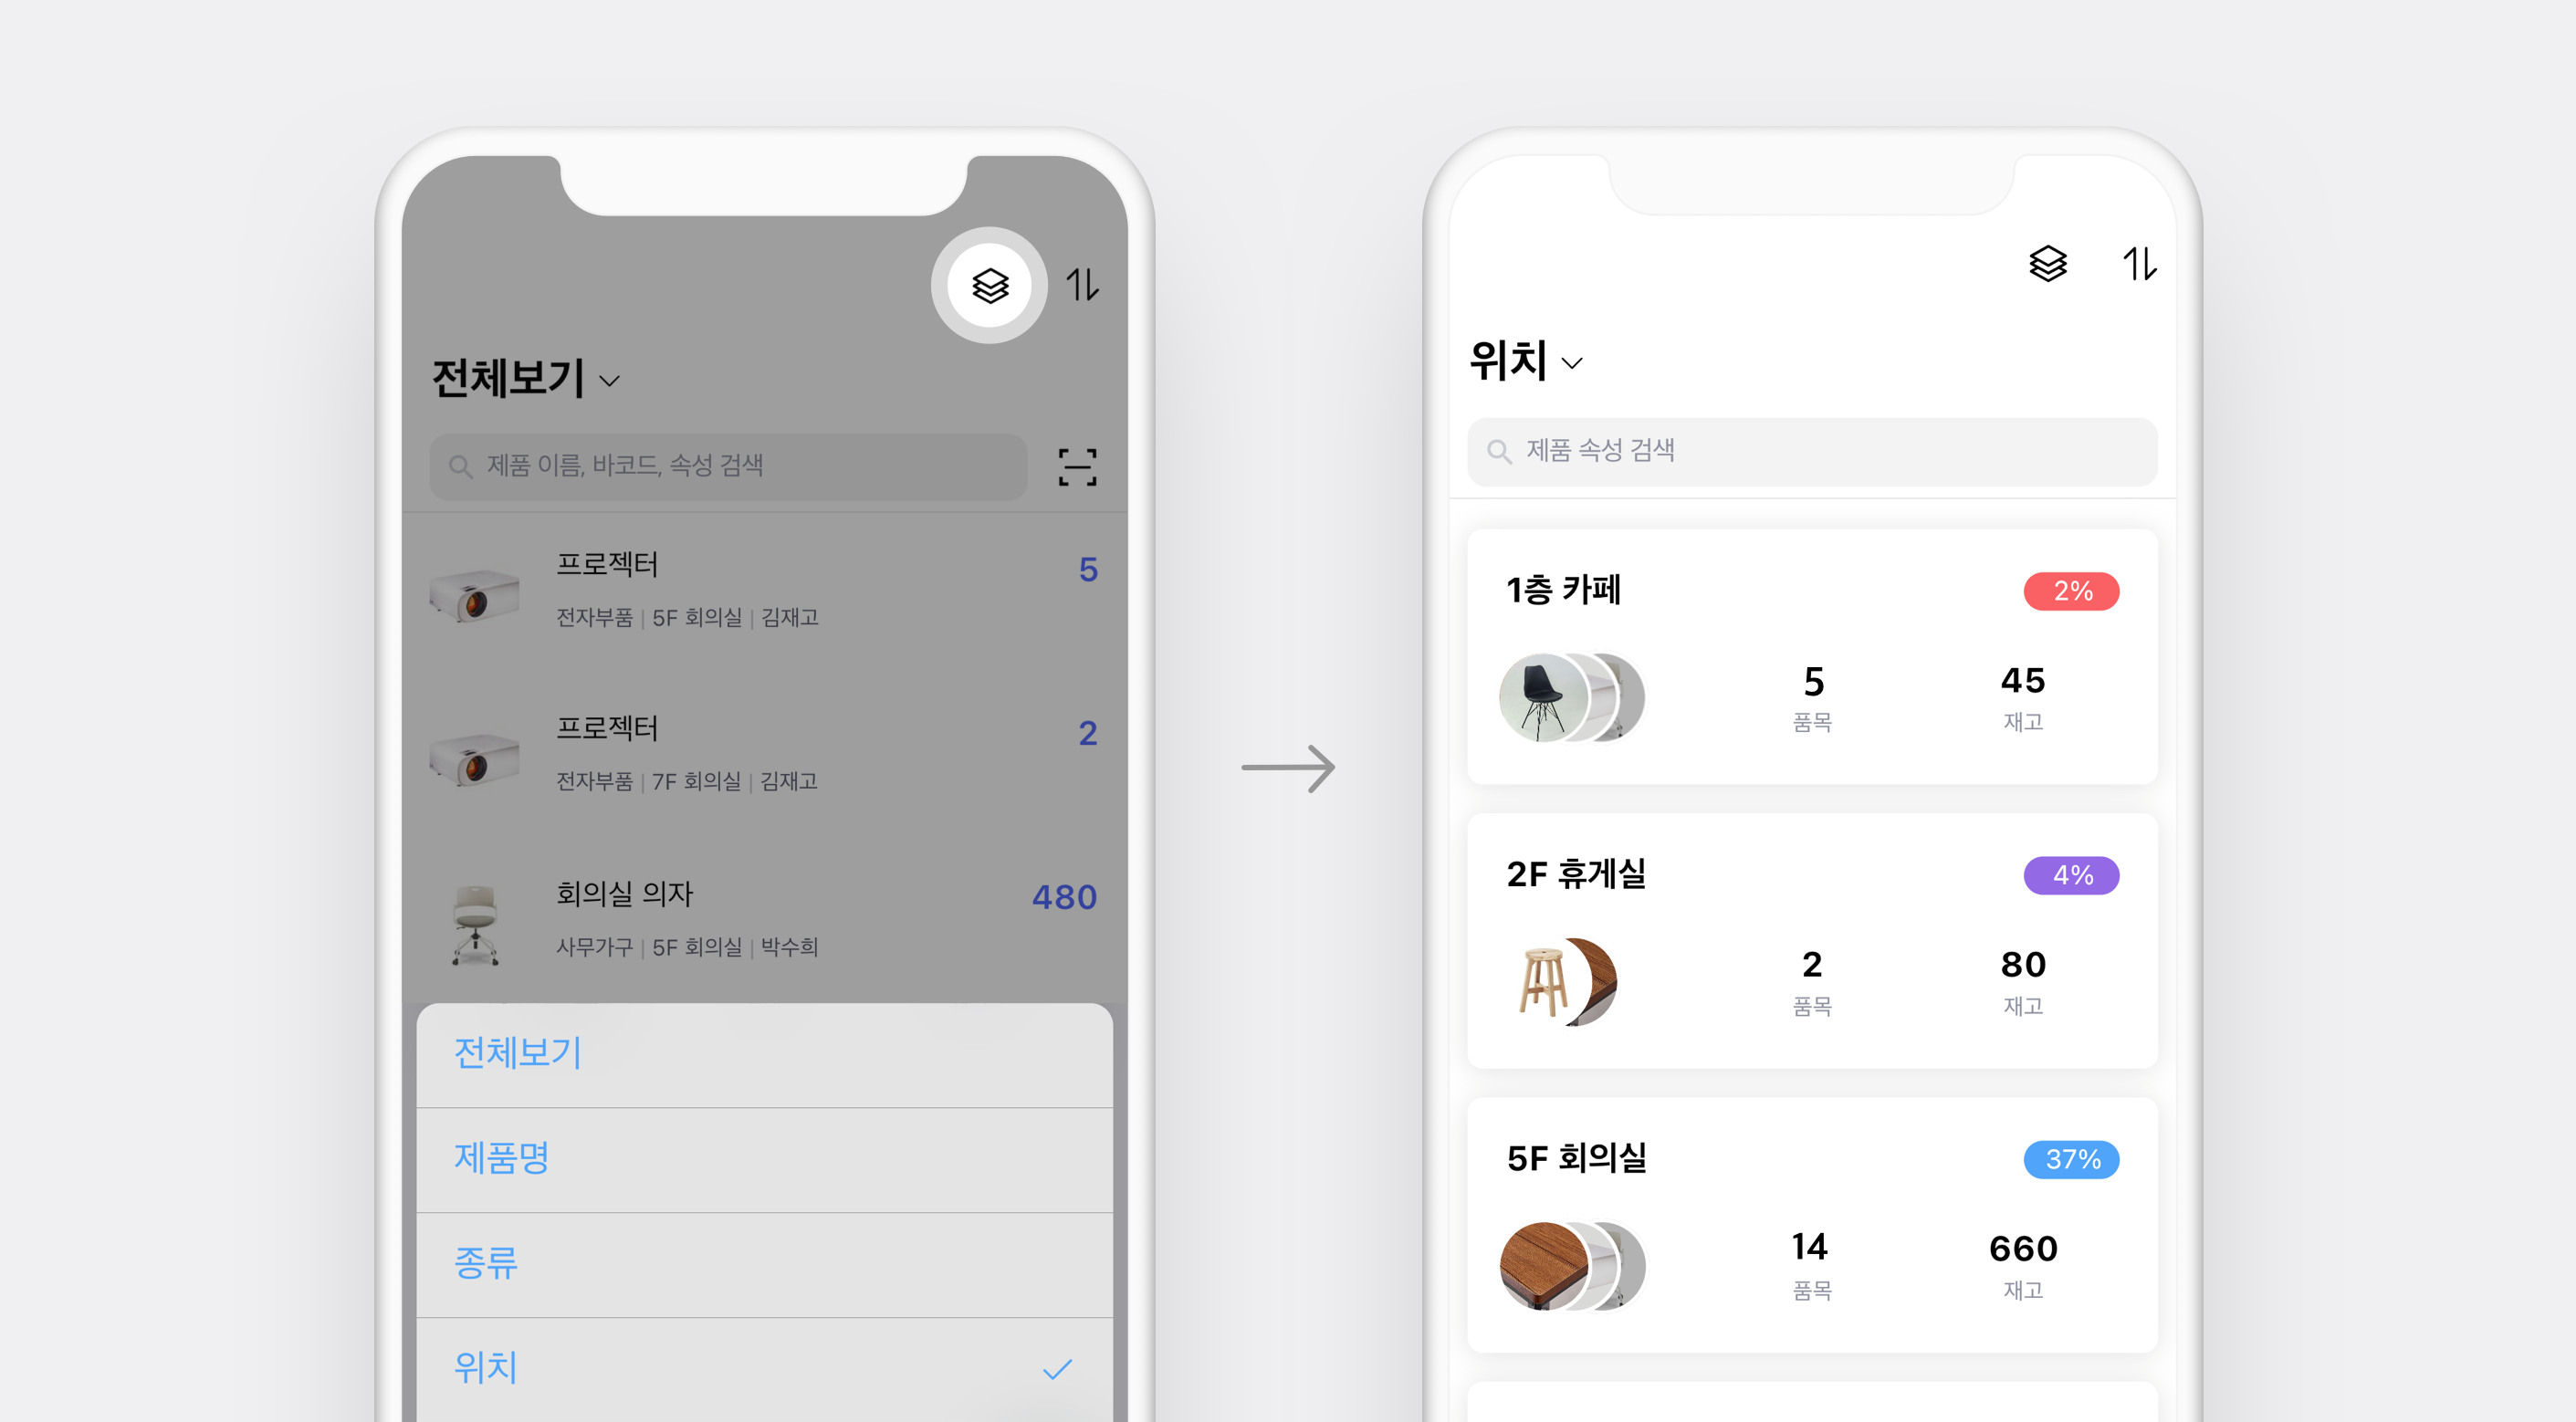 전체보기
제품 이름, 바코드, 속성 검색
프로젝터
5
전자부품 | 5F 회의실 | 김재고
프로젝터
2
전자부품 | 7F 회의실 | 김재고
회의실 의자
480
사무가구 | 5F 회의실 | 박수희
전체보기
제품명
종류
위치
위치
제품 속성 검색
1층 카페
2%
5
45
품목
재고
2F 휴게실
4%
2
80
품목
재고
5F 회의실
37%
14
660
품목
재고